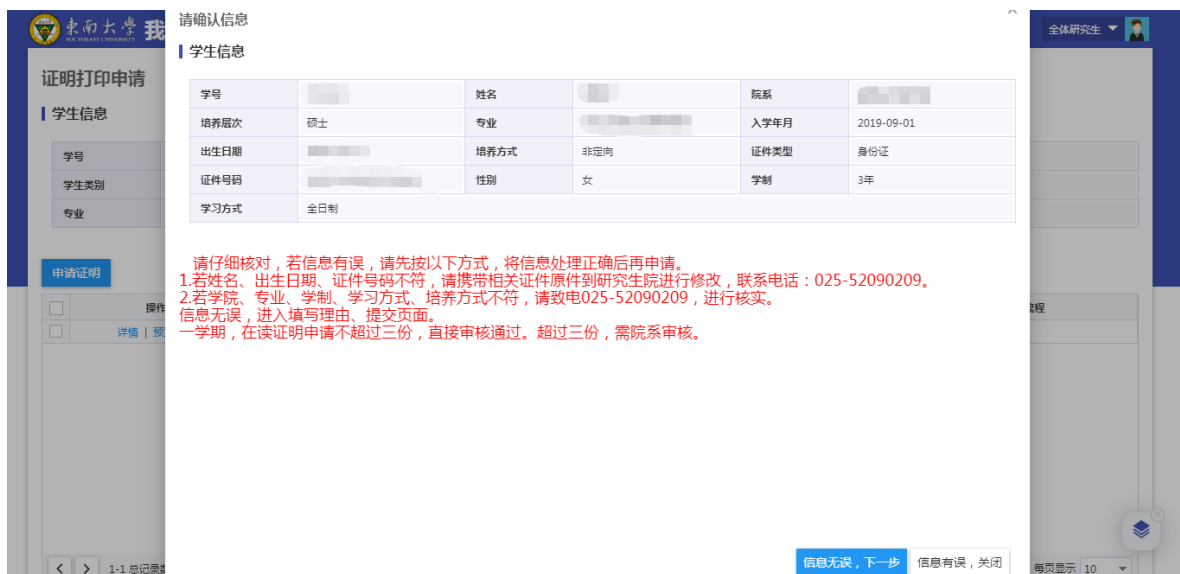 东南大学 我
全体研究生
请确认信息
学生信息
学号 姓名 院系
培养层次 硕士 专业 入学年月 2019-09-01
出生日期 培养方式 非定向 证件类型 身份证
证件号码 性别 女 学制 3年
学习方式 全日制
请仔细核对，若信息有误，请先按以下方式，将信息处理正确后再申请。
1.若姓名、出生日期、证件号码不符，请携带相关证件原件到研究生院进行修改，联系电话：025-52090209。
2.若学院、专业、学制、学习方式、培养方式不符，请致电025-52090209，进行核实。
信息无误，进入填写理由、提交页面。
一学期，在读证明申请不超过三份，直接审核通过。超过三份，需院系审核。
信息无误，下一步 信息有误，关闭
证明打印申请
学生信息
学号
学生类别
专业
申请证明
操作 程
详情 | 预
1-1 总记录数 每页显示 10